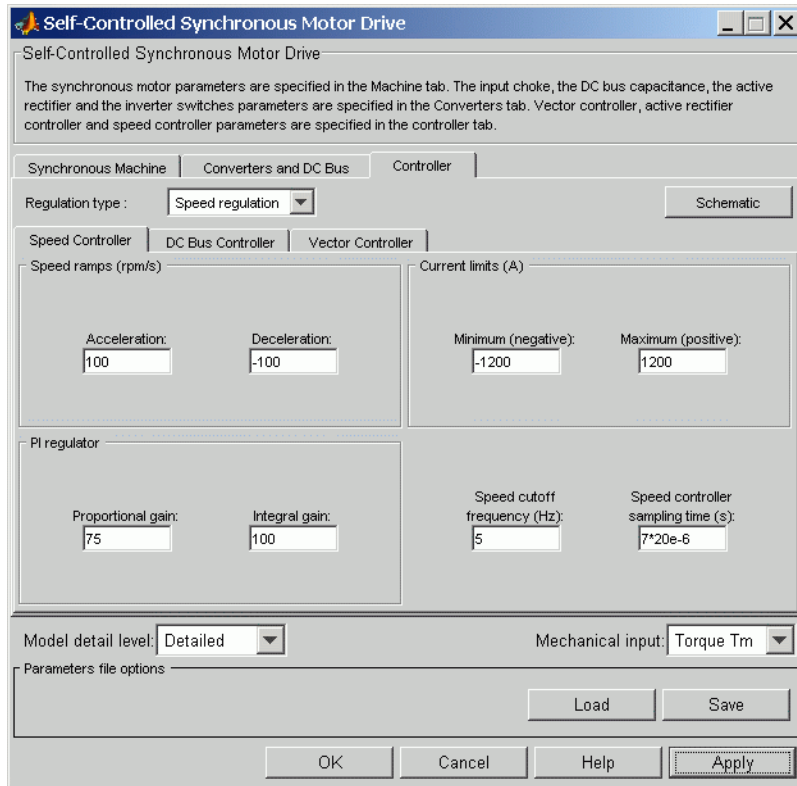 Self-Controlled Synchronous Motor Drive
Self-Controlled Synchronous Motor Drive
The synchronous motor parameters are specified in the Machine tab. The input choke, the DC bus capacitance, the active
rectifier and the inverter switches parameters are specified in the Converters tab. Vector controller, active rectifier
controller and speed controller parameters are specified in the controller tab.
Synchronous Machine Converters and DC Bus Controller
Regulation type : Speed regulation Schematic
Speed Controller DC Bus Controller Vector Controller
Speed ramps (rpm/s) Current limits (A)
Acceleration: Deceleration: Minimum (negative): Maximum (positive):
100 -100 -1200 1200
PI regulator
Speed cutoff Speed controller
Proportional gain: Integral gain: frequency (Hz): sampling time (s):
75 100 5 7*20e-6
Model detail level: Detailed Mechanical input: Torque Tm
Parameters file options
Load Save
OK Cancel Help Apply